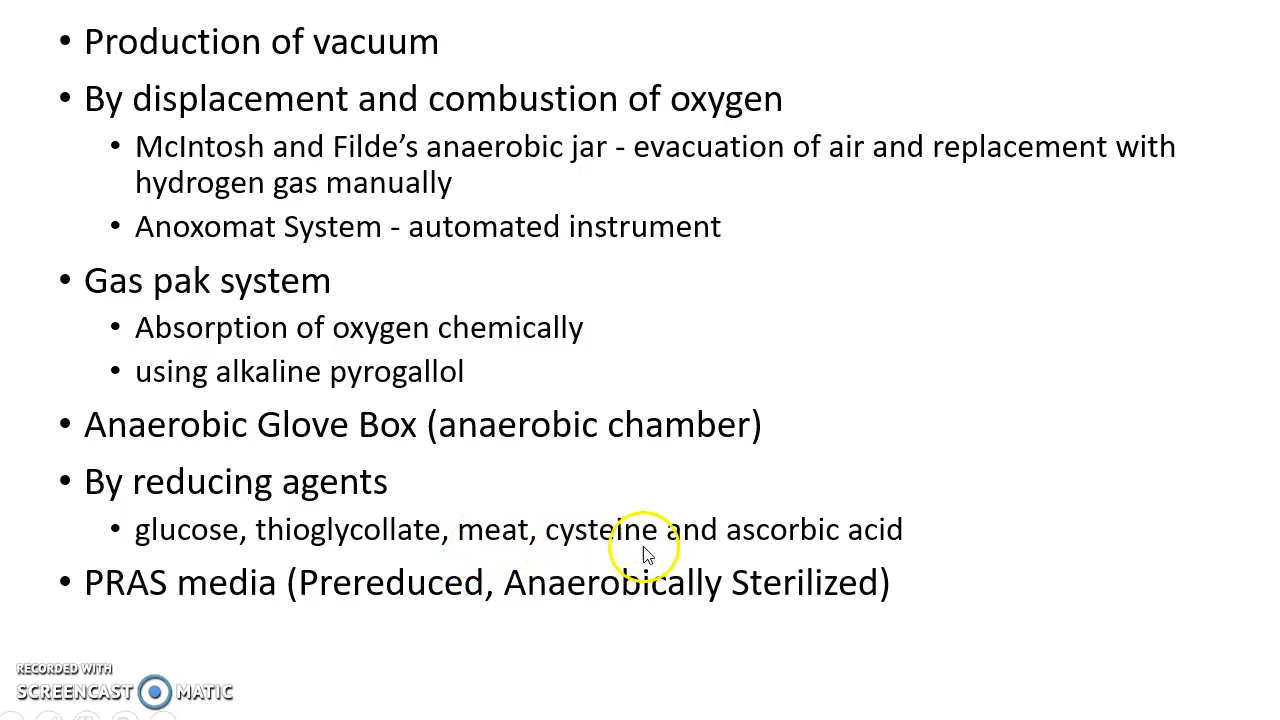 • Production of vacuum
• By displacement and combustion of oxygen
• McIntosh and Filde’s anaerobic jar - evacuation of air and replacement with
hydrogen gas manually
• Anoxomat System - automated instrument
• Gas pak system
• Absorption of oxygen chemically
• using alkaline pyrogallol
• Anaerobic Glove Box (anaerobic chamber)
• By reducing agents
• glucose, thioglycollate, meat, cysteine and ascorbic acid
• PRAS media (Prereduced, Anaerobically Sterilized)
RECORDED WITH
SCREENCAST MATIC